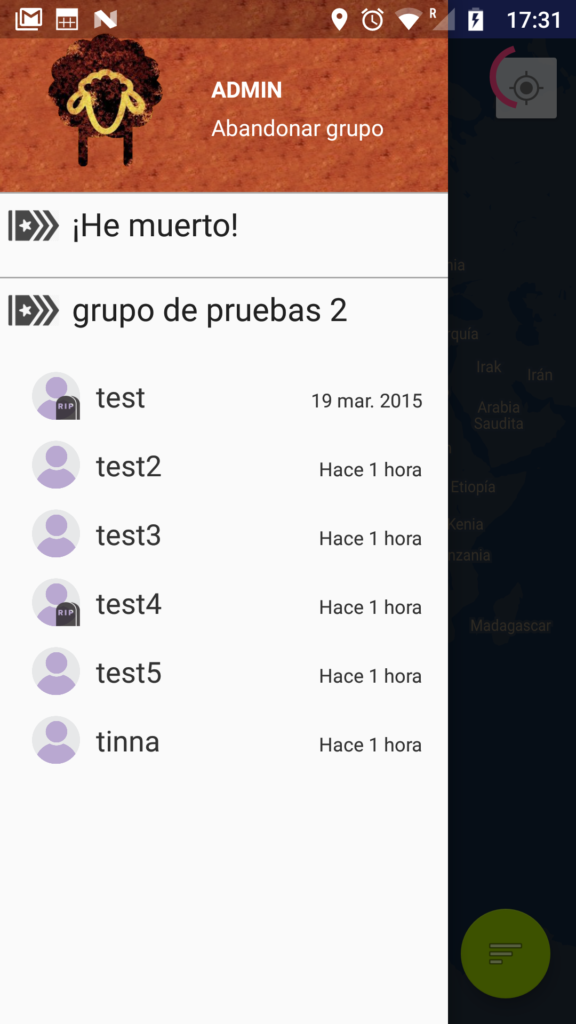 R
17:31
ADMIN
Abandonar grupo
¡He muerto!
grupo de pruebas 2
RIP
test
19 mar. 2015
test2
Hace 1 hora
test3
Hace 1 hora
RIP
test4
Hace 1 hora
test5
Hace 1 hora
tinna
Hace 1 hora
nia
rquía
Irak
Irán
Arabia
Saudita
Etiopía
Kenia
nzania
Madagascar